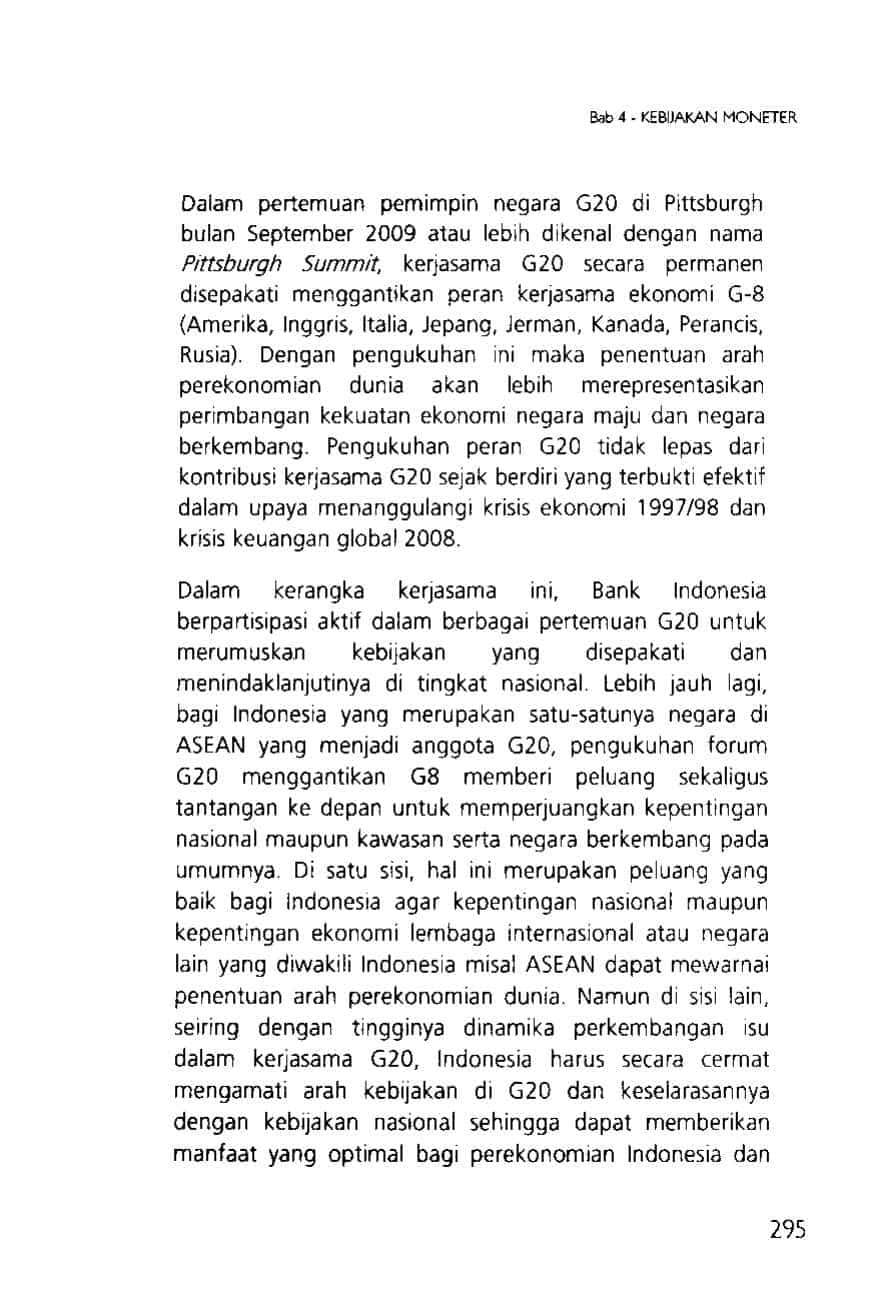 Bab 4 - KEBIJAKAN MONETER
Dalam pertemuan pemimpin negara G20 di Pittsburgh
bulan September 2009 atau lebih dikenal dengan nama
Pittsburgh Summit, kerjasama G20 secara permanen
disepakati menggantikan peran kerjasama ekonomi G-8
(Amerika, Inggris, Italia, Jepang, Jerman, Kanada, Perancis,
Rusia). Dengan pengukuhan ini maka penentuan arah
perekonomian dunia akan lebih merepresentasikan
perimbangan kekuatan ekonomi negara maju dan negara
berkembang. Pengukuhan peran G20 tidak lepas dari
kontribusi kerjasama G20 sejak berdiri yang terbukti efektif
dalam upaya menanggulangi krisis ekonomi 1997/98 dan
krisis keuangan global 2008.
Dalam kerangka kerjasama ini, Bank Indonesia
berpartisipasi aktif dalam berbagai pertemuan G20 untuk
merumuskan kebijakan yang disepakati dan
menindaklanjutinya di tingkat nasional. Lebih jauh lagi,
bagi Indonesia yang merupakan satu-satunya negara di
ASEAN yang menjadi anggota G20, pengukuhan forum
G20 menggantikan G8 memberi peluang sekaligus
tantangan ke depan untuk memperjuangkan kepentingan
nasional maupun kawasan serta negara berkembang pada
umumnya. Di satu sisi, hal ini merupakan peluang yang
baik bagi Indonesia agar kepentingan nasional maupun
kepentingan ekonomi lembaga internasional atau negara
lain yang diwakili Indonesia misal ASEAN dapat mewarnai
penentuan arah perekonomian dunia. Namun di sisi lain,
seiring dengan tingginya dinamika perkembangan isu
dalam kerjasama G20, Indonesia harus secara cermat
mengamati arah kebijakan di G20 dan keselarasannya
dengan kebijakan nasional sehingga dapat memberikan
manfaat yang optimal bagi perekonomian Indonesia dan
295